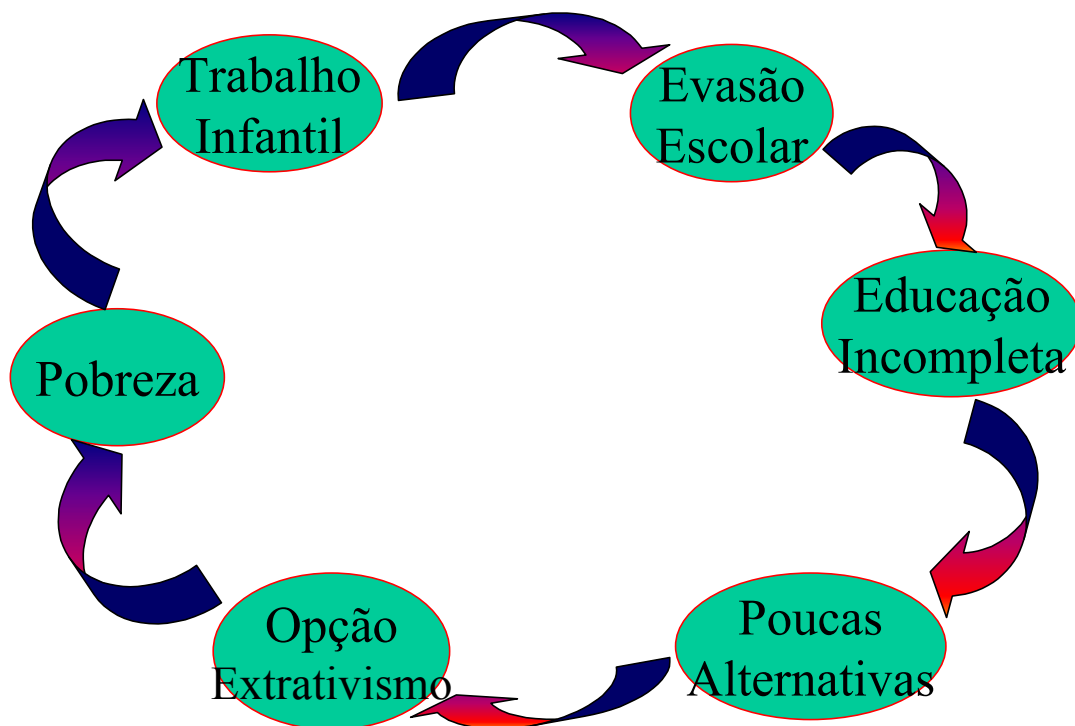 Trabalho
Infantil
Evasão
Escolar
Educação
Incompleta
Poucas
Alternativas
Opção
Extrativismo
Pobreza